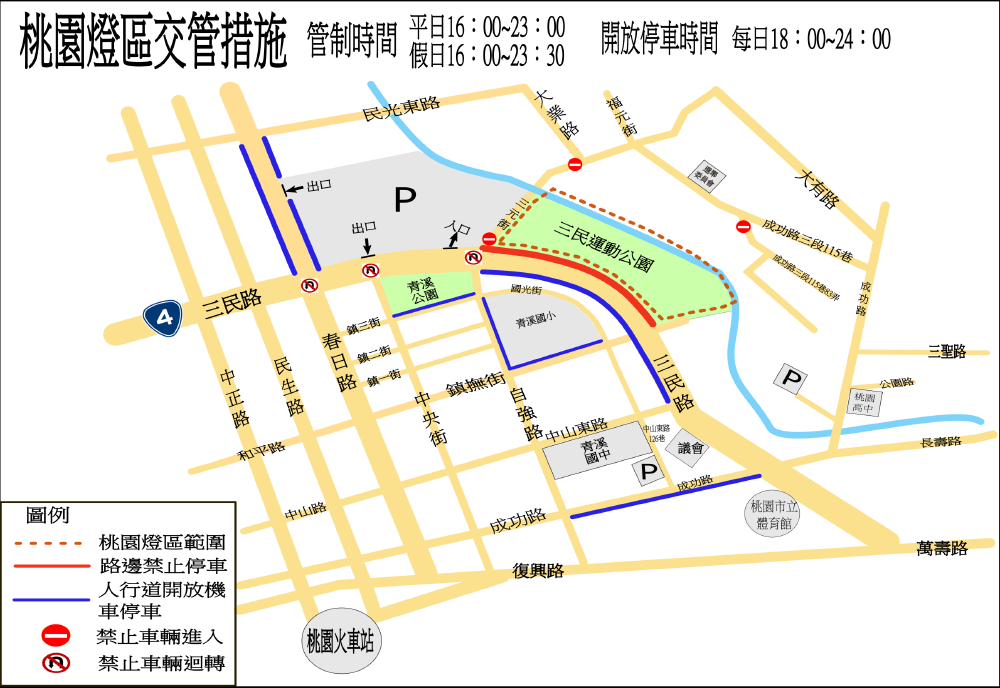 桃園燈區交管措施
管制時間
平日16：00~23：00
假日16：00~23：30
開放停車時間 每日18：00~24：00
民光東路
大業路
福元街
邊事
委員會
大有路
出口
P
出口
入口
三元街
三民運動公園
成功路三段115巷
成功路三段115巷83弄
成功路
4
三民路
青溪
公園
國光街
青溪國小
鎮三街
鎮二街
鎮一街
鎮撫街
春日路
民生路
中正路
中央街
自強路
和平路
三民路
三聖路
公園路
P
桃園
高中
長壽路
中山東路
中山東路
126巷
青溪
國中
P
議會
成功路
中山路
成功路
桃園市立
體育館
萬壽路
復興路
桃園火車站
圖例
桃園燈區範圍
路邊禁止停車
人行道開放機
車停車
禁止車輛進入
禁止車輛迴轉